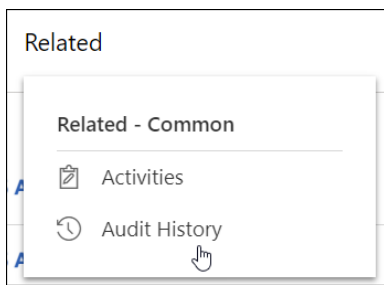 Related
Related - Common
Activities
Audit History
A
A